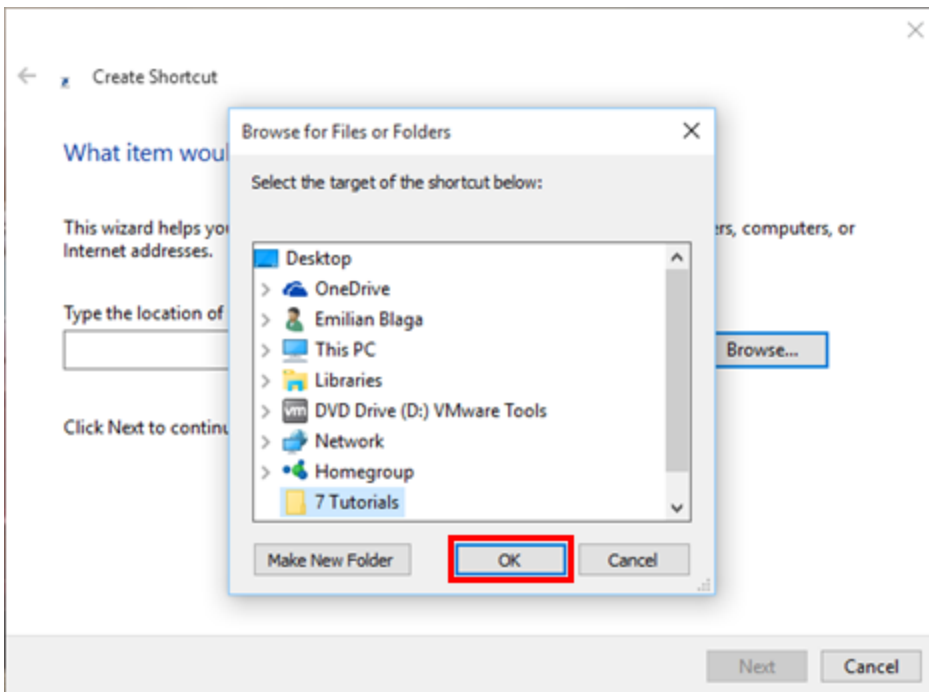 Create Shortcut
Browse for Files or Folders
What item woul
Select the target of the shortcut below:
This wizard helps you
ers, computers, or
Internet addresses.
Desktop
OneDrive
Emilian Blaga
Type the location of
This PC
Browse...
Libraries
DVD Drive (D:) VMware Tools
Click Next to continu
Network
Homegroup
7 Tutorials
Make New Folder
OK
Cancel
Next
Cancel